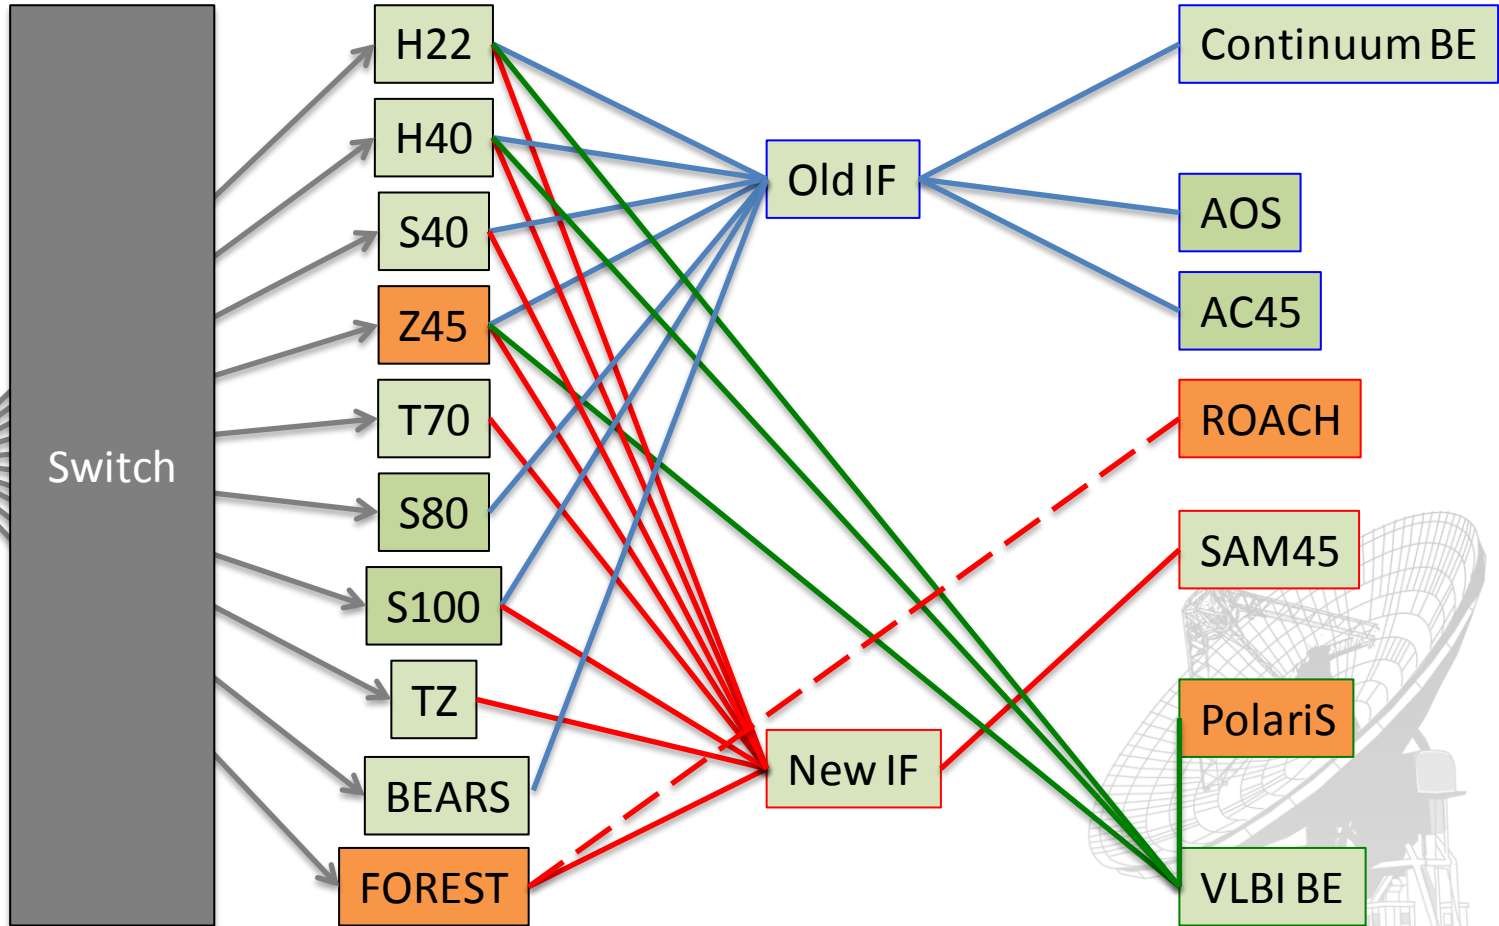 Switch
H22
H40
S40
Z45
T70
S80
S100
TZ
BEARS
FOREST
Old IF
New IF
Continuum BE
AOS
AC45
ROACH
SAM45
PolariS
VLBI BE